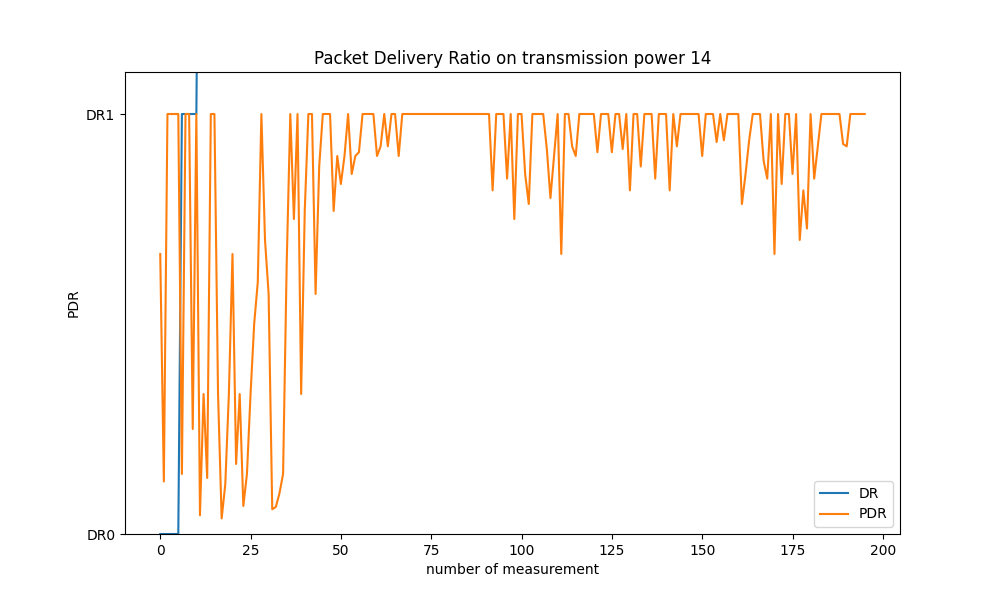 Packet Delivery Ratio on transmission power 14
DR1
PDR
DR0
0 25 50 75 100 125 150 175 200
number of measurement
DR
PDR